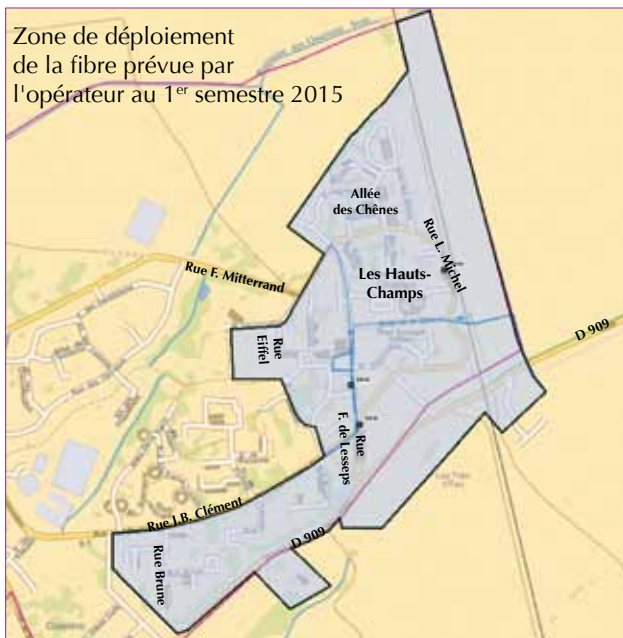 Zone de déploiement
de la fibre prévue par
l'opérateur au 1er semestre 2015
Allée
des Chênes
Rue L. Michel
Rue F. Mitterrand
Les Hauts-
Champs
Rue
Eiffel
D 909
Rue
F. de Lesseps
Rue J.B. Clément
D 909
Rue Brune